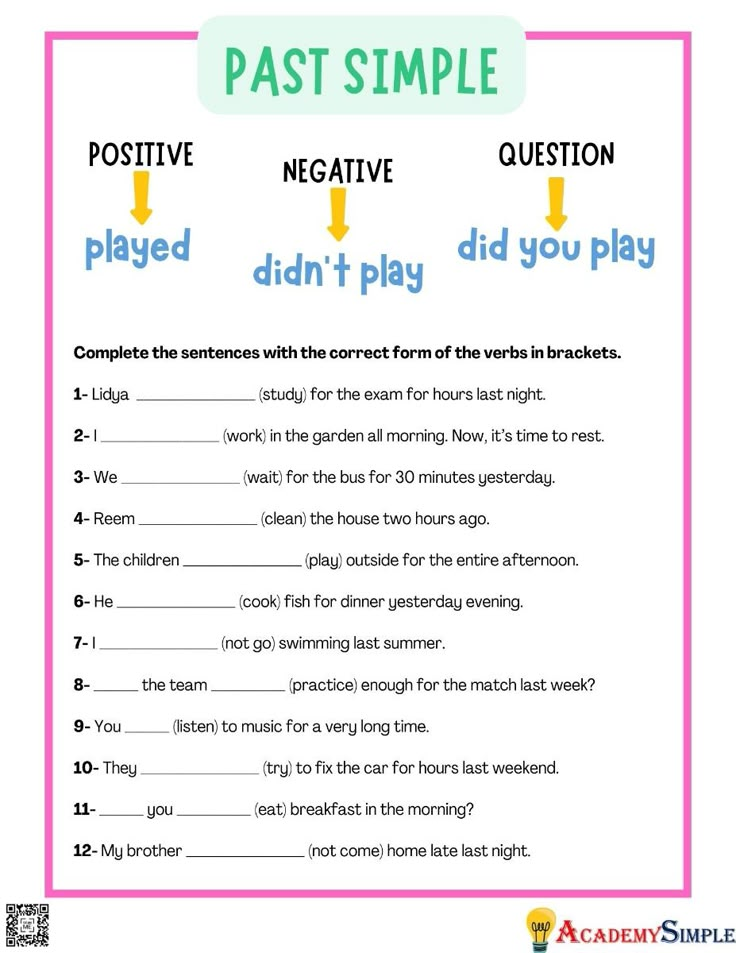 PAST SIMPLE
POSITIVE
NEGATIVE
QUESTION
played
didn't play
did you play
Complete the sentences with the correct form of the verbs in brackets.
1- Lidya ______________ (study) for the exam for hours last night.
2- I ______________ (work) in the garden all morning. Now, it's time to rest.
3- We ______________ (wait) for the bus for 30 minutes yesterday.
4- Reem ______________ (clean) the house two hours ago.
5- The children ______________ (play) outside for the entire afternoon.
6- He ______________ (cook) fish for dinner yesterday evening.
7- I ______________ (not go) swimming last summer.
8- _____ the team ________ (practice) enough for the match last week?
9- You _____ (listen) to music for a very long time.
10- They ______________ (try) to fix the car for hours last weekend.
11- _____ you ________ (eat) breakfast in the morning?
12- My brother ______________ (not come) home late last night.
ACADEMYSIMPLE